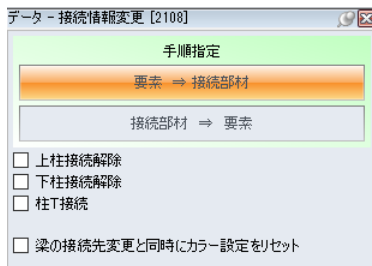 データ - 接続情報変更 [2108]
手順指定
要素 ⇒ 接続部材
接続部材 ⇒ 要素
上柱接続解除
下柱接続解除
柱T接続
梁の接続先変更と同時にカラー設定をリセット